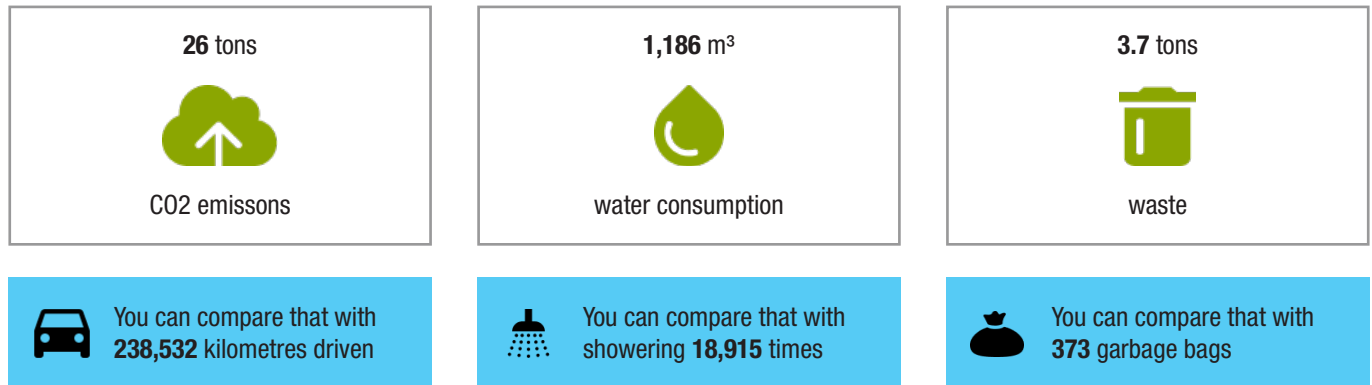 26 tons
CO2 emissons
1,186 m³
water consumption
3.7 tons
waste
You can compare that with
238,532 kilometres driven
You can compare that with
showering 18,915 times
You can compare that with
373 garbage bags